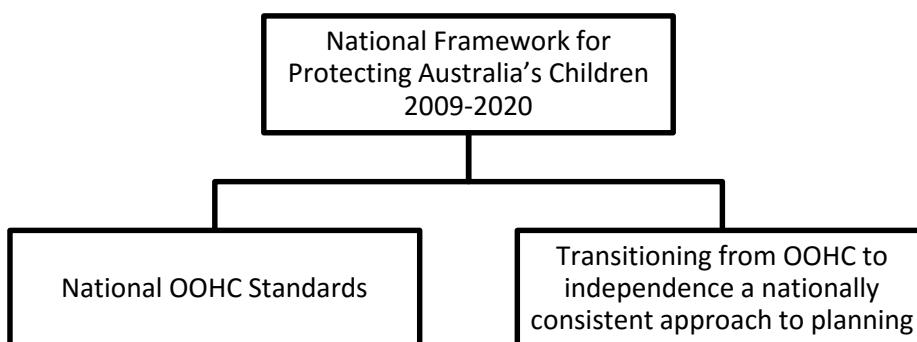 National Framework for
Protecting Australia’s Children
2009-2020
National OOHC Standards
Transitioning from OOHC to
independence a nationally
consistent approach to planning